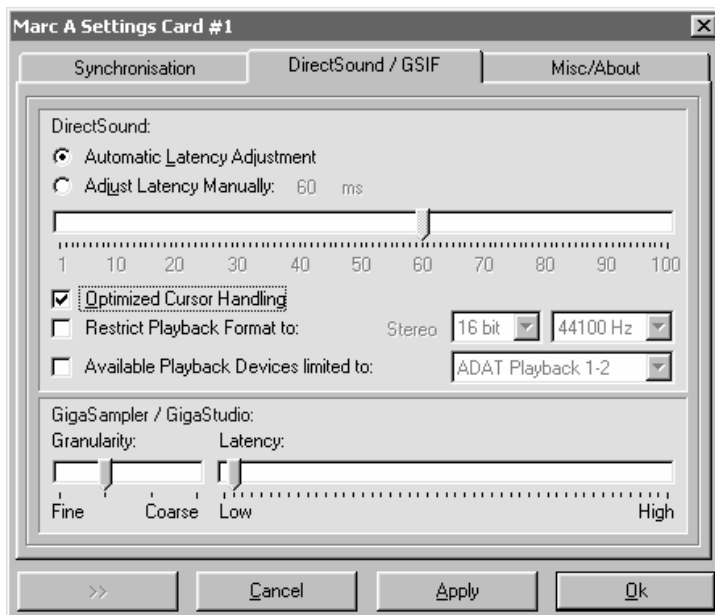 Marc A Settings Card #1
Synchronisation DirectSound / GSIF Misc/About
DirectSound:
Automatic Latency Adjustment
Adjust Latency Manually: 60 ms
1 10 20 30 40 50 60 70 80 90 100
Optimized Cursor Handling
Restrict Playback Format to: Stereo 16 bit 44100 Hz
Available Playback Devices limited to: ADAT Playback 1-2
GigaSampler / GigaStudio:
Granularity: Latency:
Fine Coarse Low High
>> Cancel Apply Ok